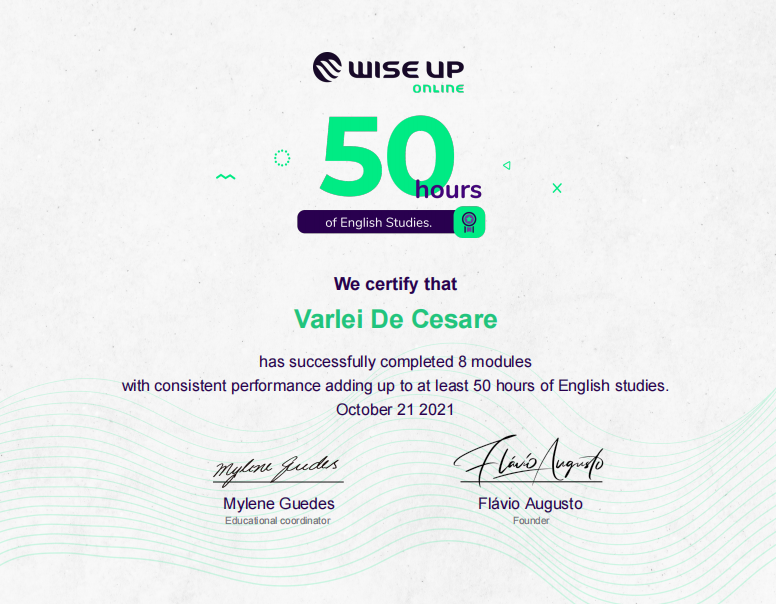 WISE UP
ONLINE
50
hours
of English Studies.
We certify that
Varlei De Cesare
has successfully completed 8 modules
with consistent performance adding up to at least 50 hours of English studies.
October 21 2021
Mylene Guedes
Flávio Augusto
Mylene Guedes
Flávio Augusto
Educational coordinator
Founder